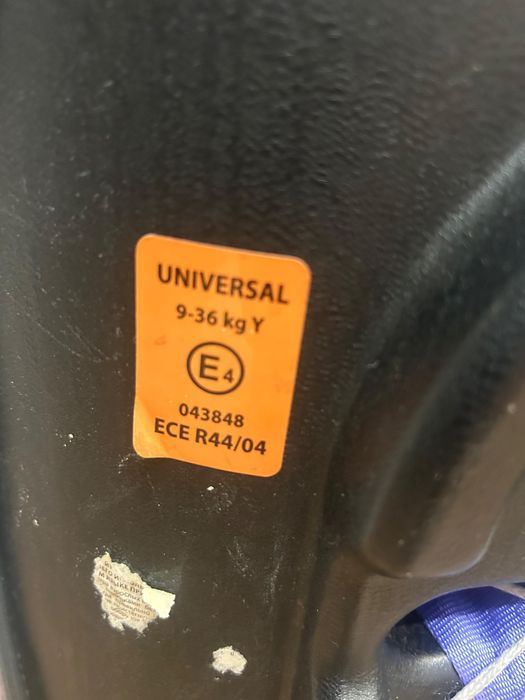 UNIVERSAL
9-36 kg Y
E4
043848
ECE R44/04